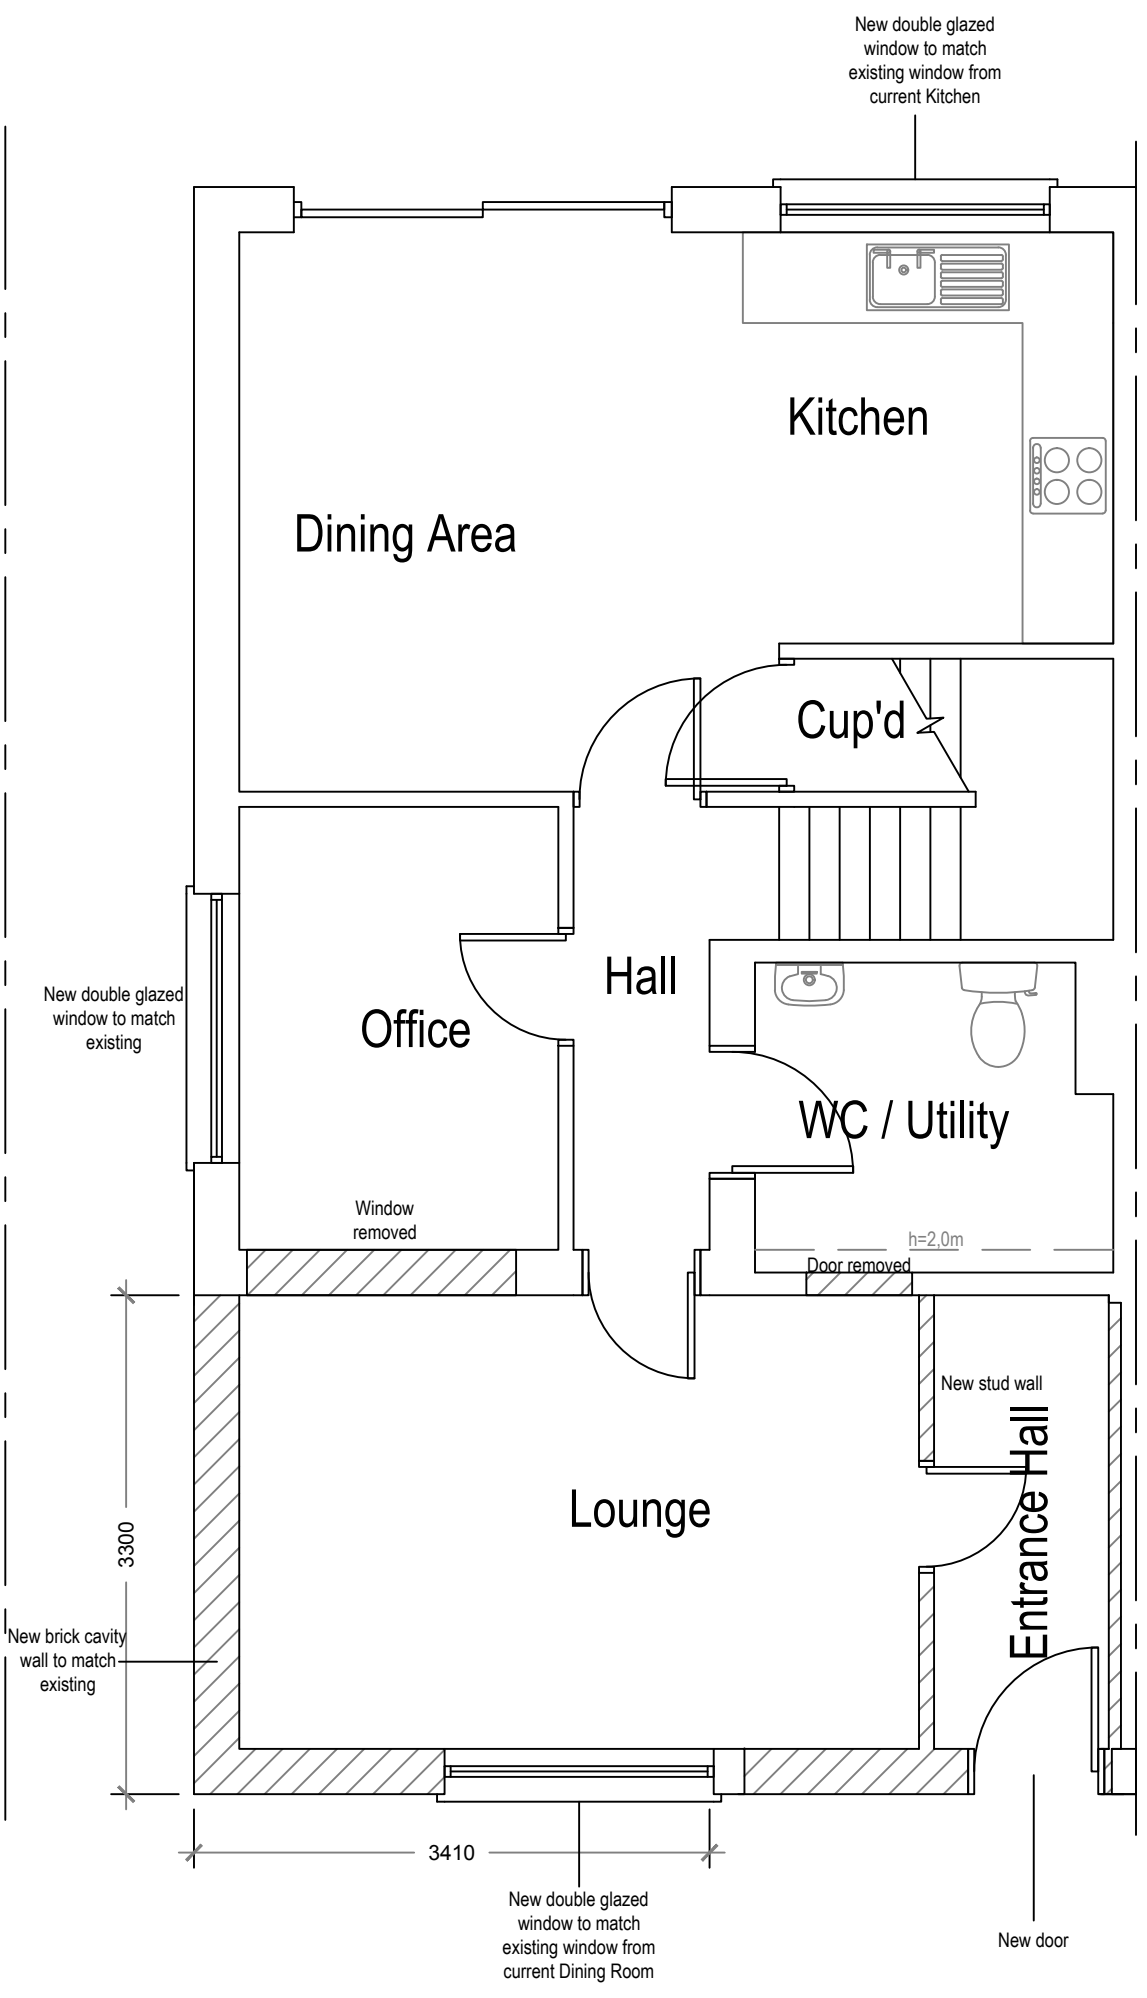 New double glazed
window to match
existing window from
current Kitchen
Kitchen
Dining Area
Cup'd
Hall
New double glazed
window to match
existing
Office
WC / Utility
Window
removed
h=2,0m
Door removed
New stud wall
Entrance Hall
Lounge
3300
New brick cavity
wall to match
existing
3410
New double glazed
window to match
existing window from
current Dining Room
New door